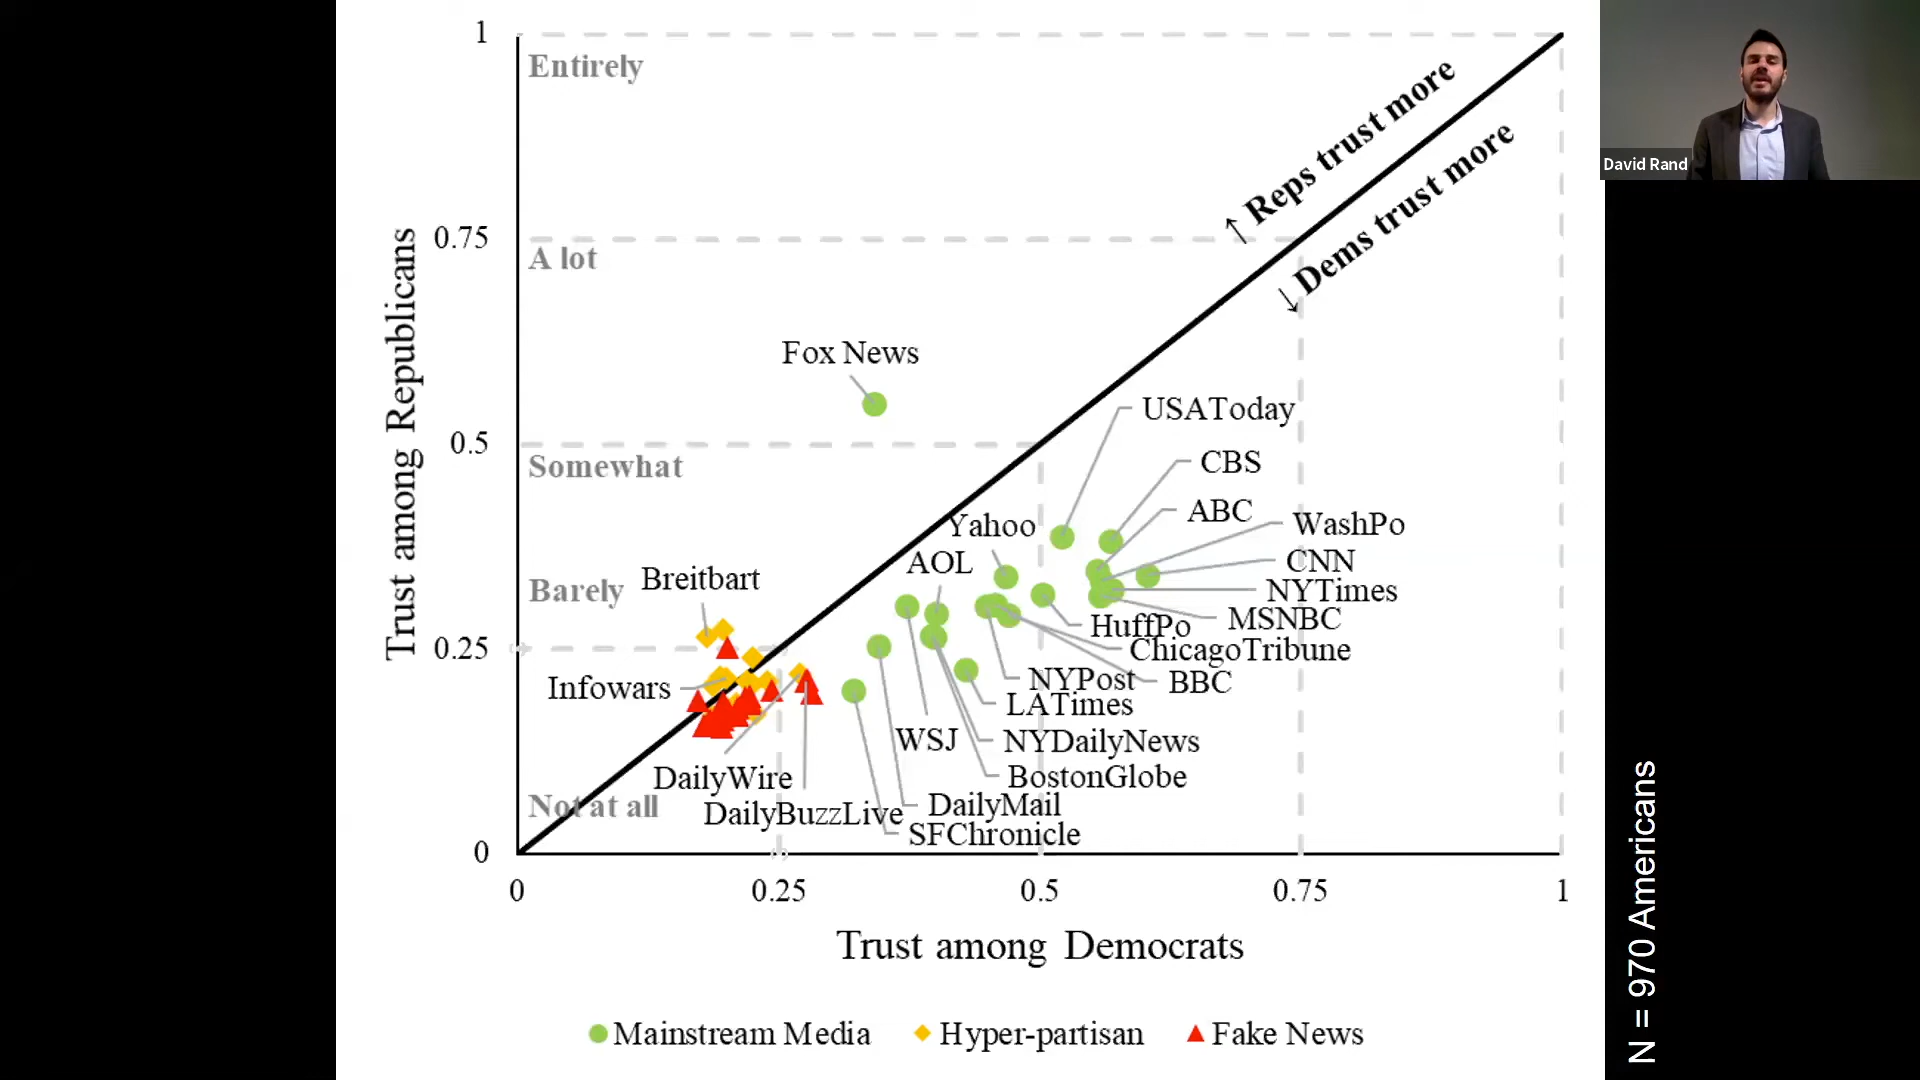 1
Entirely
↑ Reps trust more
↓ Dems trust more
David Rand
0.75
A lot
Trust among Republicans
Fox News
USAToday
0.5
Somewhat
CBS
ABC
Yahoo
WashPo
AOL
CNN
Breitbart
Barely
NYTimes
MSNBC
HuffPo
0.25
ChicagoTribune
Infowars
NYPost
BBC
LATimes
WSJ
NYDailyNews
DailyWire
BostonGlobe
Not at all
DailyBuzzLive
DailyMail
SFChronicle
0
0
0.25
0.5
0.75
1
Trust among Democrats
Mainstream Media
Hyper-partisan
Fake News
N = 970 Americans